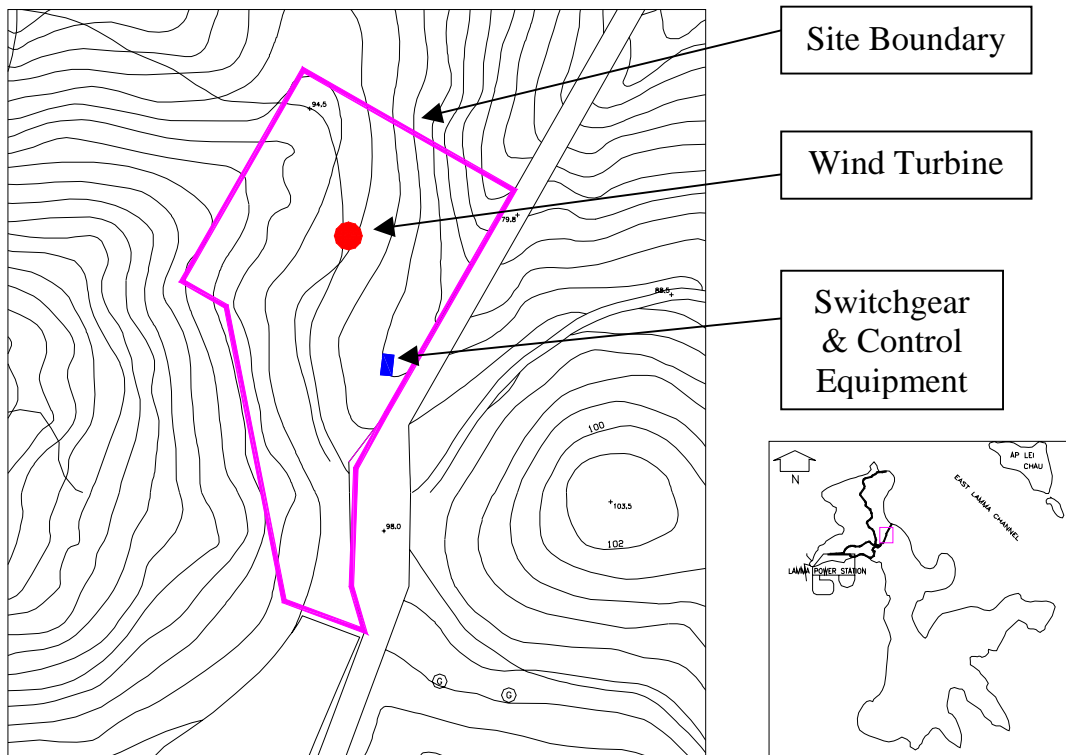 Site Boundary
Wind Turbine
Switchgear
& Control
Equipment
94.5
79.8
88.5
100
103.5
102
98.0
G
G
N
AP LEI
CHAU
EAST LAMMA CHANNEL
LAMMA POWER STATION